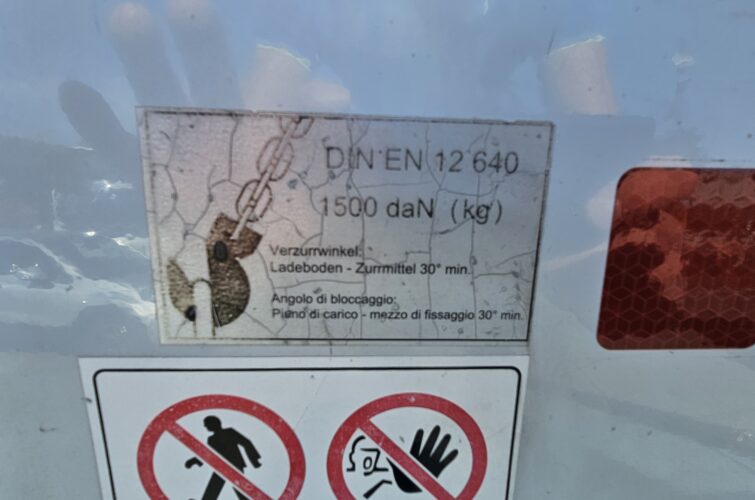 DIN EN 12 640
1500 daN (kg)
Verzurrwinkel:
Ladeboden - Zurrmittel 30° min.
Angolo di bloccaggio:
Piano di carico - mezzo di fissaggio 30° min.